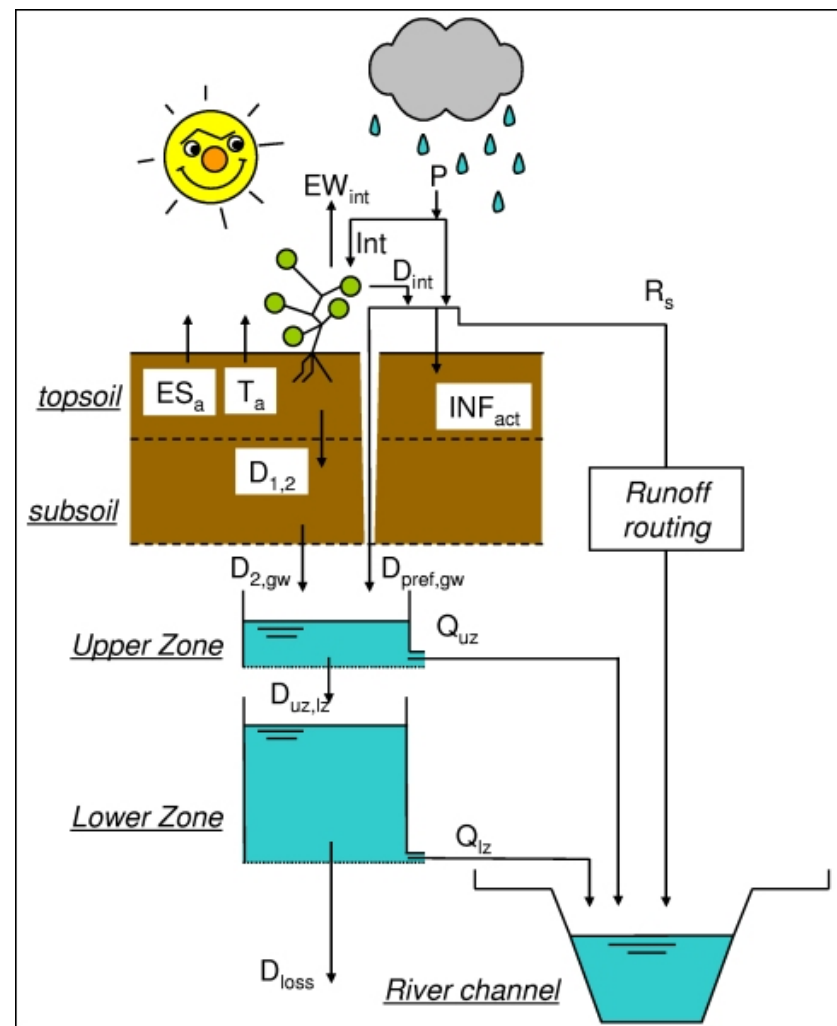 P
EW_int
Int
D_int
R_s
topsoil
ES_a
T_a
INF_act
D_1,2
subsoil
Runoff
routing
D_2,gw
D_pref,gw
Upper Zone
Q_uz
D_uz,lz
Lower Zone
Q_lz
D_loss
River channel